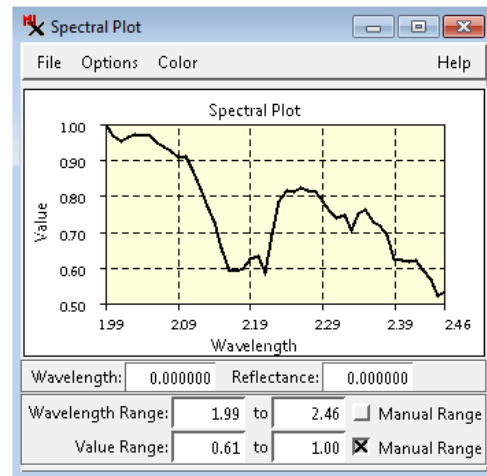 Spectral Plot
File Options Color Help
Spectral Plot
1.00
0.90
0.80
0.70
0.60
0.50
Value
1.99 2.09 2.19 2.29 2.39 2.46
Wavelength
Wavelength: 0.000000 Reflectance: 0.000000
Wavelength Range: 1.99 to 2.46 Manual Range
Value Range: 0.61 to 1.00 Manual Range